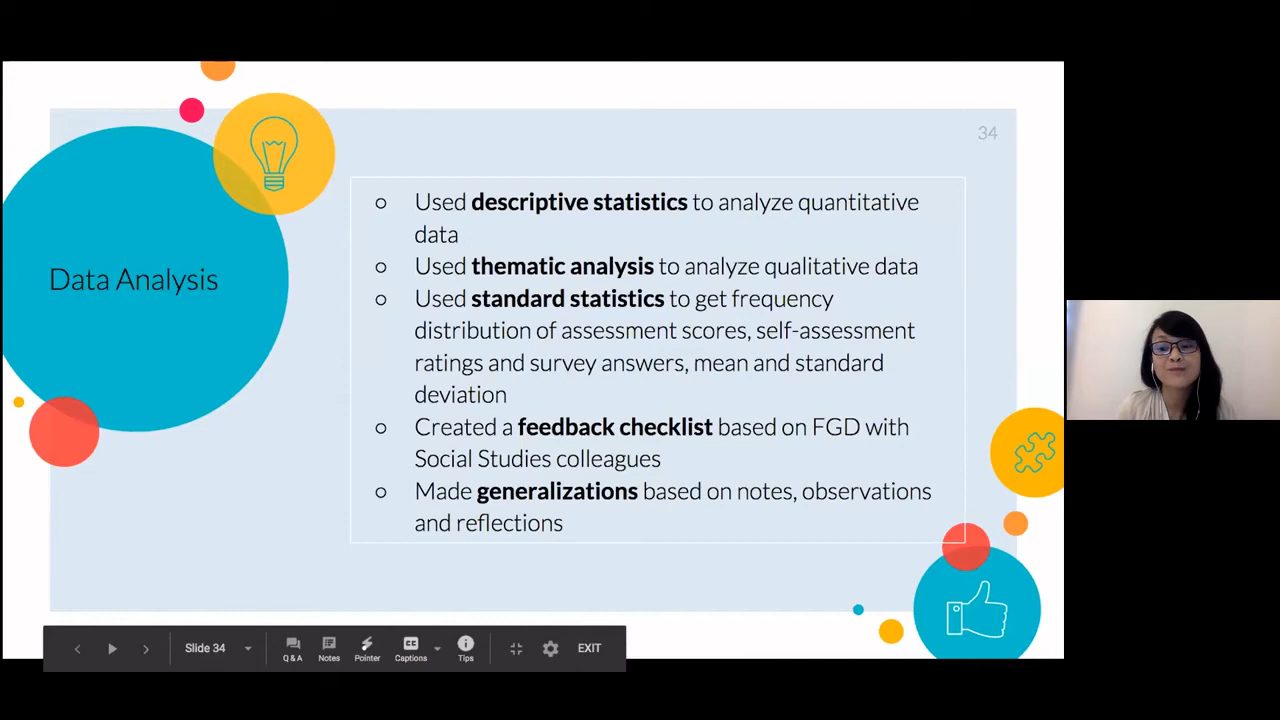 34
Data Analysis
○ Used descriptive statistics to analyze quantitative
data
○ Used thematic analysis to analyze qualitative data
○ Used standard statistics to get frequency
distribution of assessment scores, self-assessment
ratings and survey answers, mean and standard
deviation
○ Created a feedback checklist based on FGD with
Social Studies colleagues
○ Made generalizations based on notes, observations
and reflections
Slide 34
Q & A
Notes
Pointer
CC
Captions
Tips
EXIT